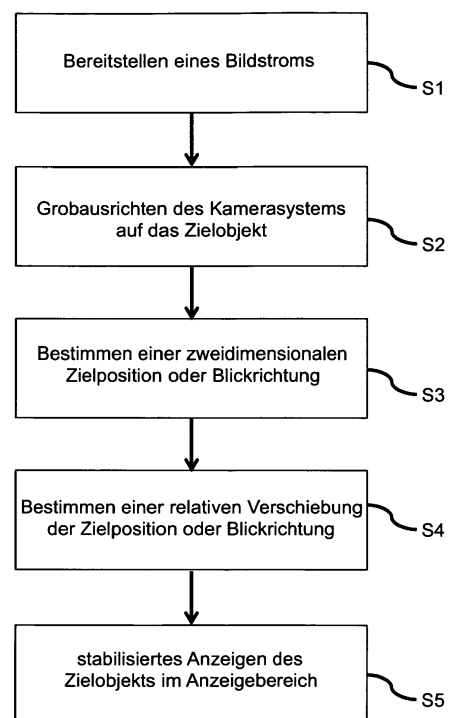 Bereitstellen eines Bildstroms
S1
Grobausrichten des Kamerasystems
auf das Zielobjekt
S2
Bestimmen einer zweidimensionalen
Zielposition oder Blickrichtung
S3
Bestimmen einer relativen Verschiebung
der Zielposition oder Blickrichtung
S4
stabilisiertes Anzeigen des
Zielobjekts im Anzeigebereich
S5